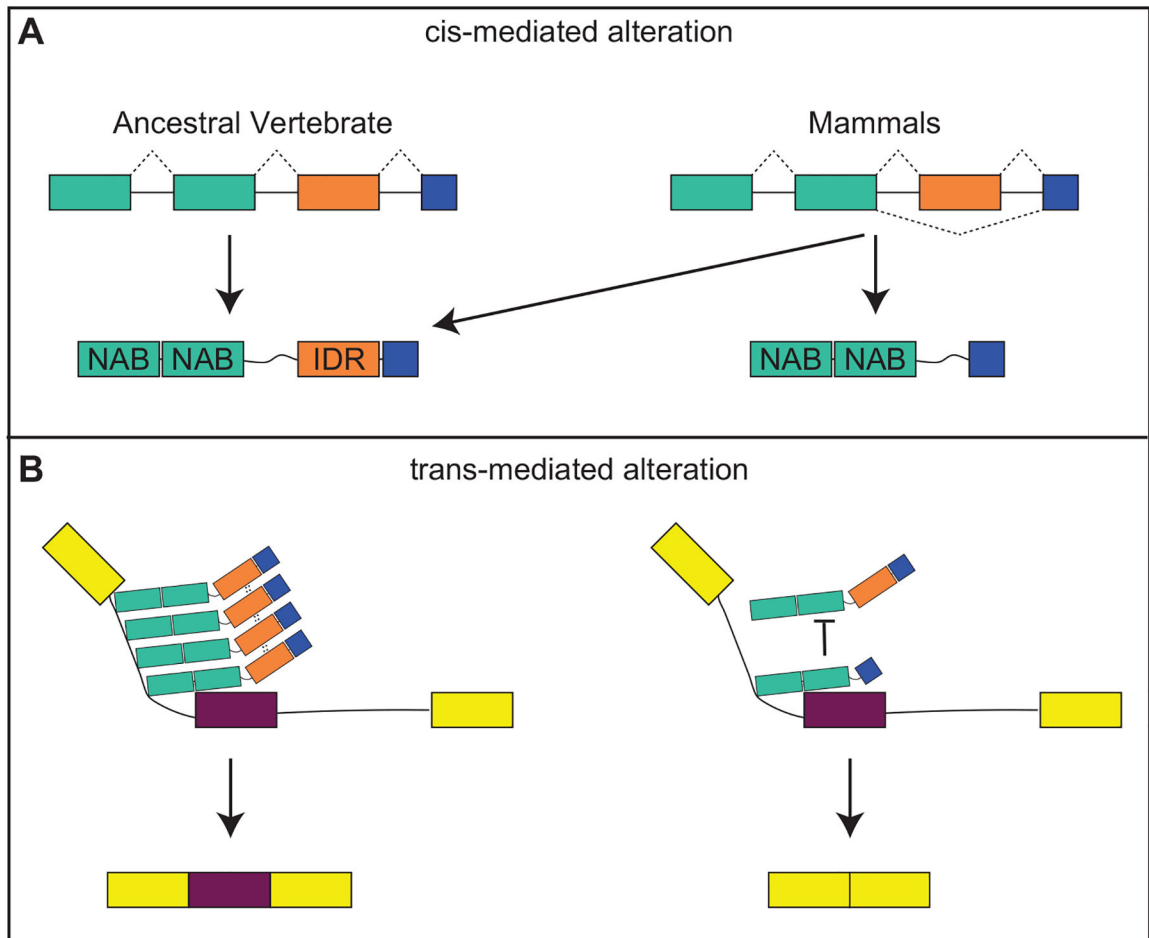 A
cis-mediated alteration
Ancestral Vertebrate
Mammals
NAB NAB IDR
NAB NAB
B
trans-mediated alteration